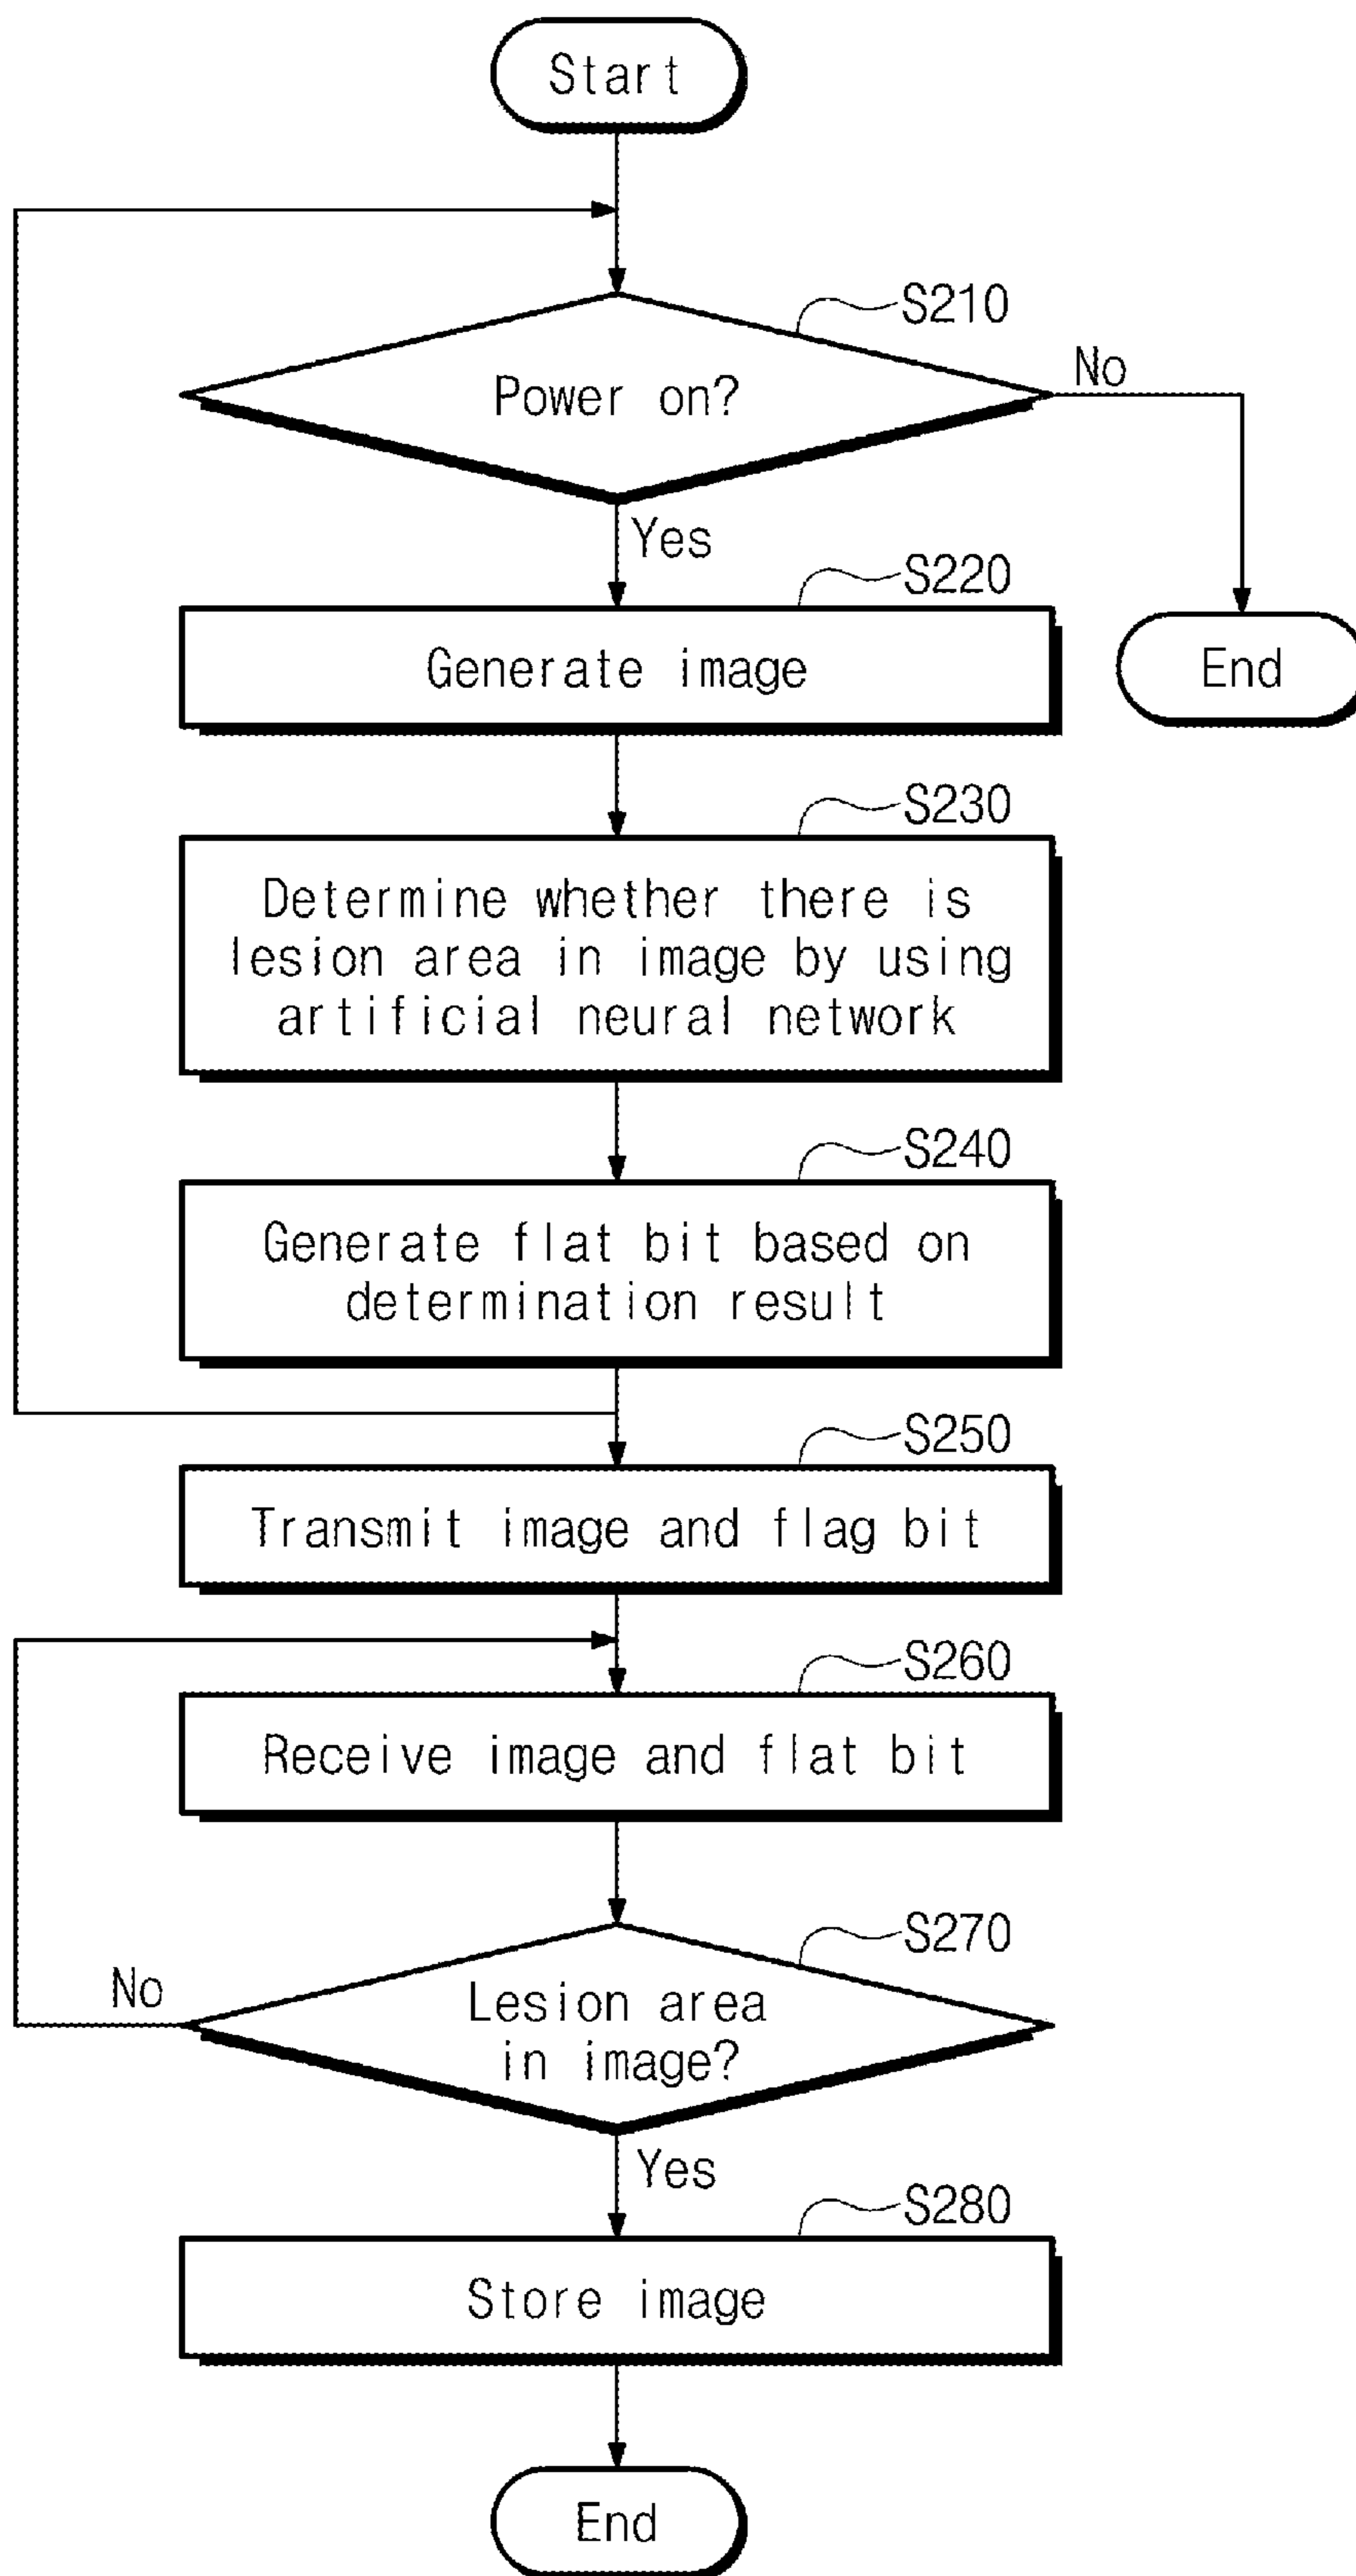 Start
S210
Power on?
No
Yes
S220
Generate image
End
S230
Determine whether there is
lesion area in image by using
artificial neural network
S240
Generate flat bit based on
determination result
S250
Transmit image and flag bit
S260
Receive image and flat bit
S270
No
Lesion area
in image?
Yes
S280
Store image
End